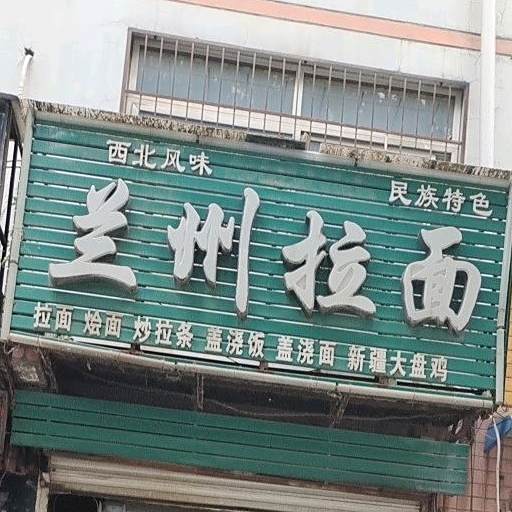 西北风味
民族特色
兰州拉面
拉面 烩面 炒拉条 盖浇饭 盖浇面 新疆大盘鸡